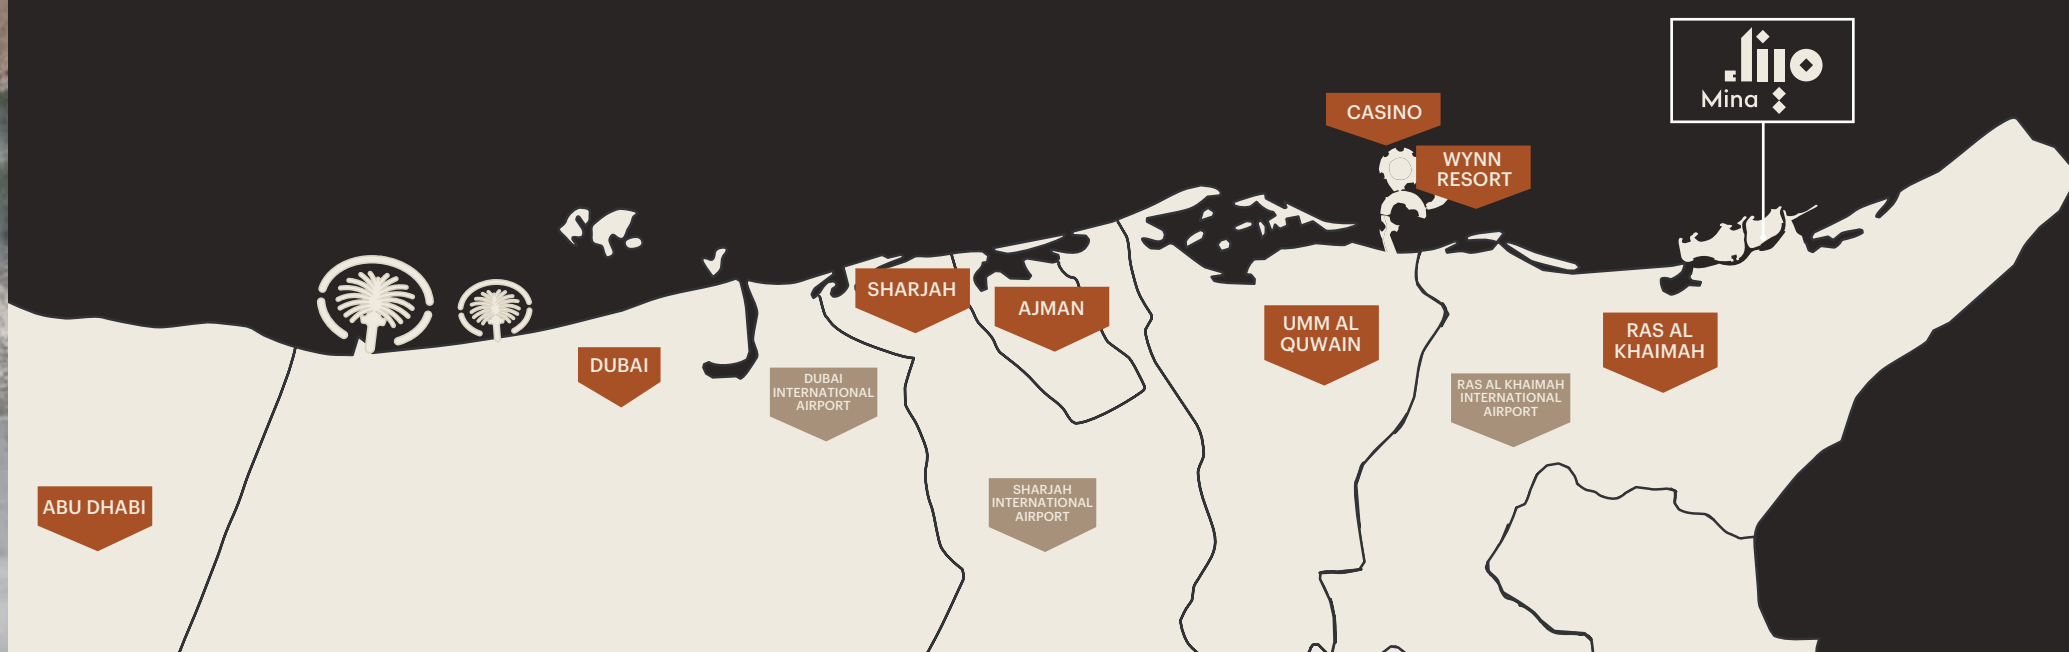 مينا
Mina
CASINO
WYNN
RESORT
SHARJAH
AJMAN
UMM AL
QUWAIN
RAS AL
KHAIMAH
DUBAI
DUBAI
INTERNATIONAL
AIRPORT
RAS AL KHAIMAH
INTERNATIONAL
AIRPORT
ABU DHABI
SHARJAH
INTERNATIONAL
AIRPORT